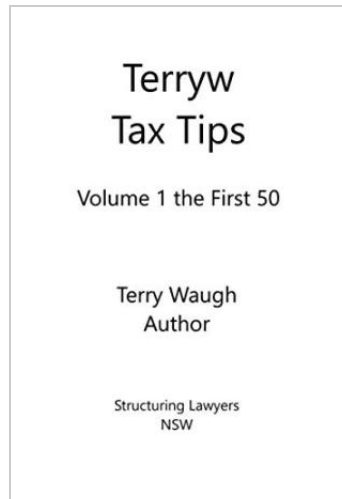 Terryw
Tax Tips
Volume 1 the First 50
Terry Waugh
Author
Structuring Lawyers
NSW